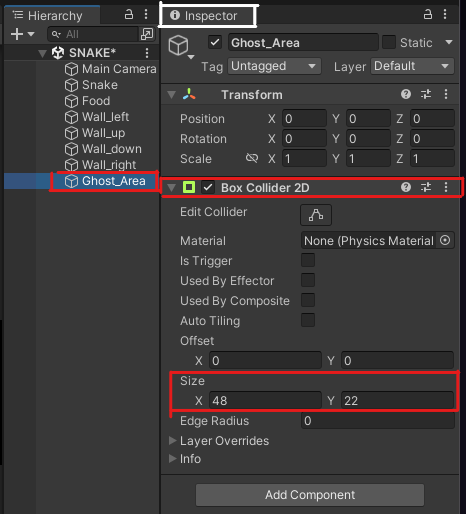 Hierarchy
All
SNAKE*
Main Camera
Snake
Food
Wall_left
Wall_up
Wall_down
Wall_right
Ghost_Area
Inspector
Ghost_Area Static
Tag Untagged Layer Default
Transform
Position X 0 Y 0 Z 0
Rotation X 0 Y 0 Z 0
Scale X 1 Y 1 Z 1
Box Collider 2D
Edit Collider
Material None (Physics Material
Is Trigger
Used By Effector
Used By Composite
Auto Tiling
Offset
X 0 Y 0
Size
X 48 Y 22
Edge Radius 0
Layer Overrides
Info
Add Component